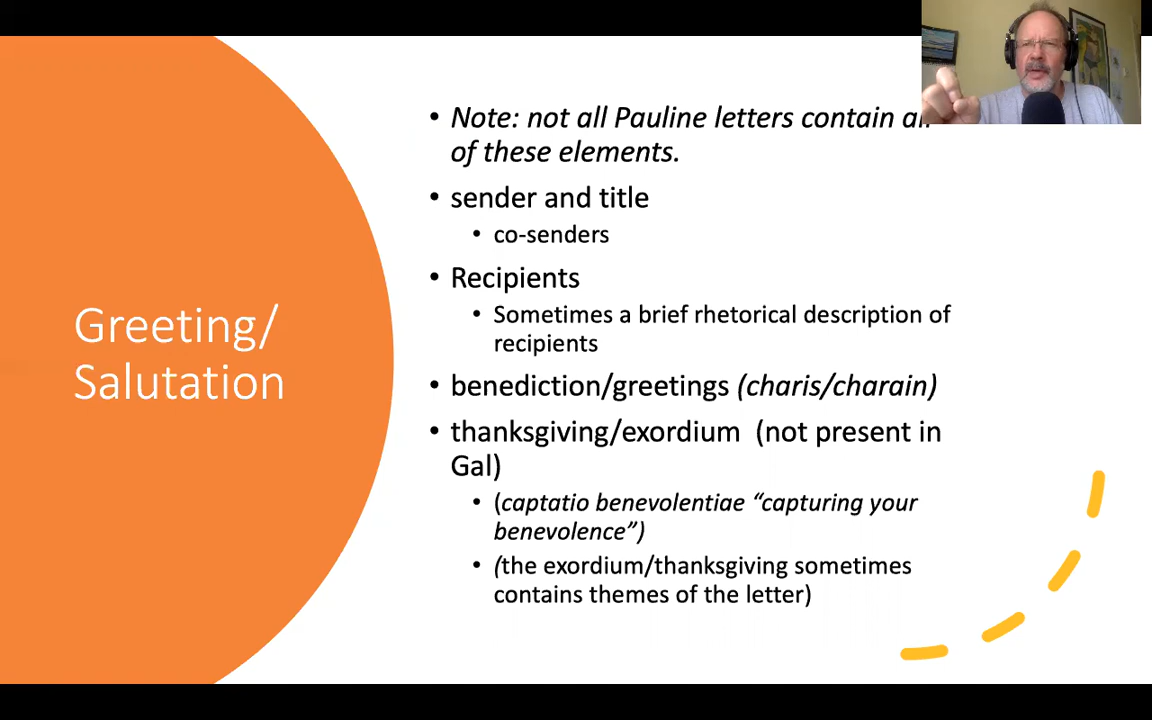 Greeting/
Salutation
• Note: not all Pauline letters contain all
of these elements.
• sender and title
• co-senders
• Recipients
• Sometimes a brief rhetorical description of
recipients
• benediction/greetings (charis/charain)
• thanksgiving/exordium (not present in
Gal)
• (captatio benevolentiae “capturing your
benevolence”)
• (the exordium/thanksgiving sometimes
contains themes of the letter)